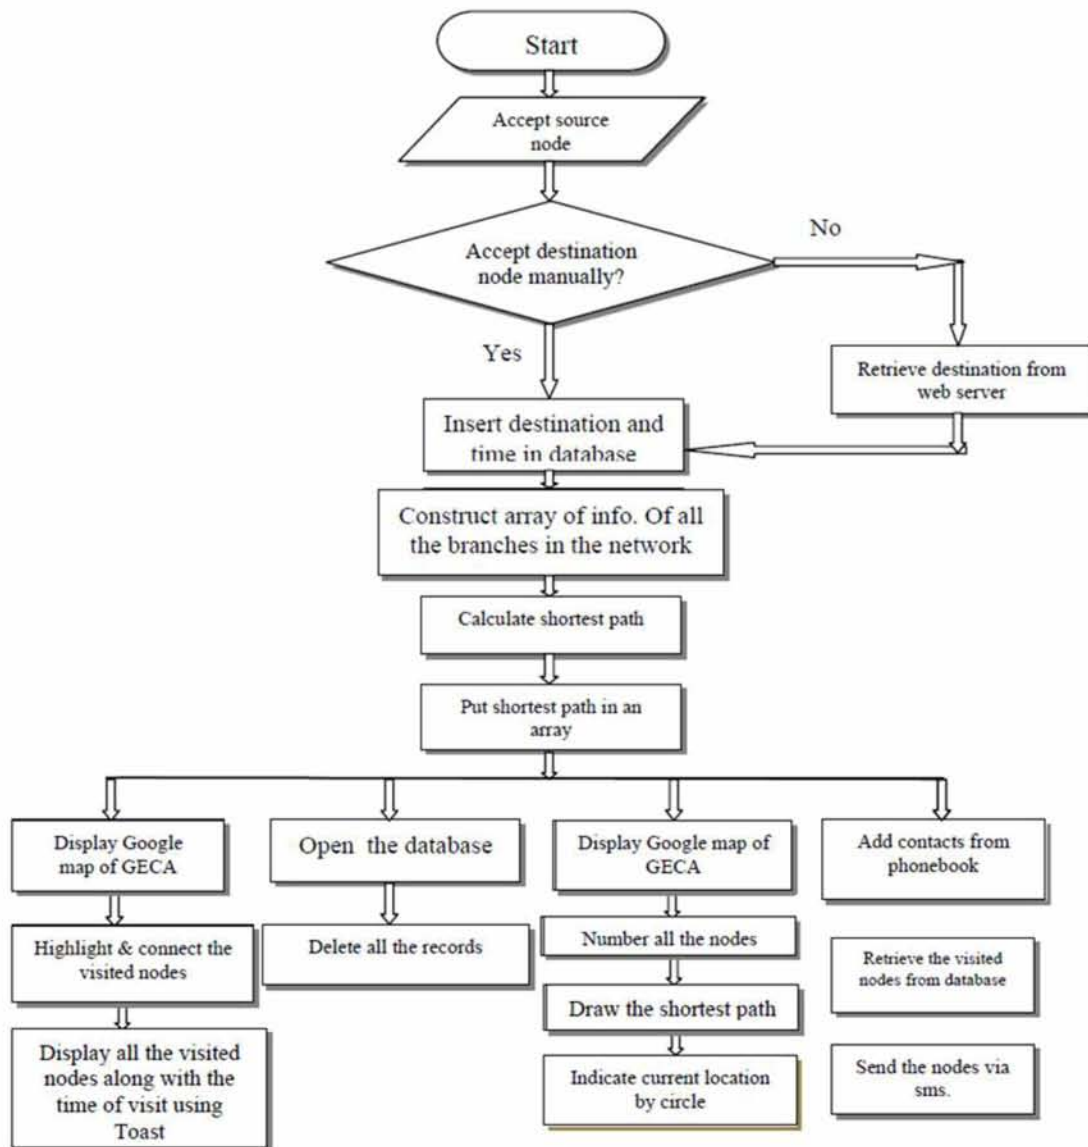 Start
Accept source
node
No
Accept destination
node manually?
Yes
Retrieve destination from
web server
Insert destination and
time in database
Construct array of info. Of all
the branches in the network
Calculate shortest path
Put shortest path in an
array
Display Google
map of GECA
Highlight & connect the
visited nodes
Display all the visited
nodes along with the
time of visit using
Toast
Open the database
Delete all the records
Display Google map of
GECA
Number all the nodes
Draw the shortest path
Indicate current location
by circle
Add contacts from
phonebook
Retrieve the visited
nodes from database
Send the nodes via
sms.